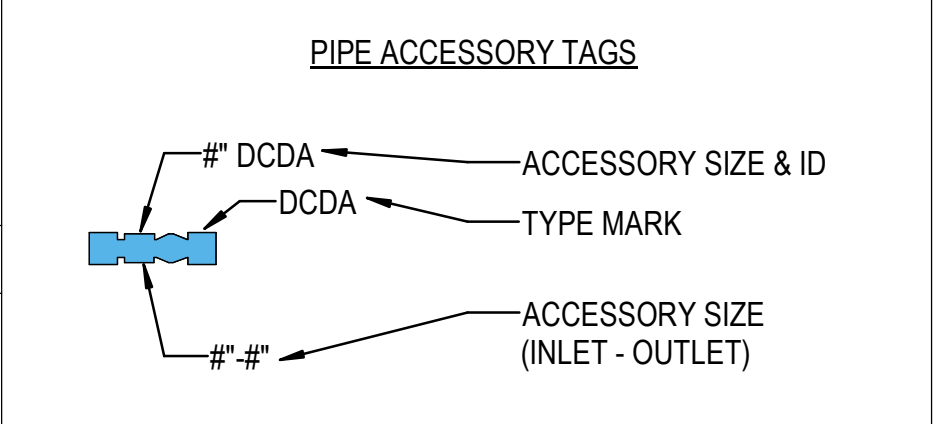 PIPE ACCESSORY TAGS
#" DCDA
ACCESSORY SIZE & ID
DCDA
TYPE MARK
ACCESSORY SIZE
(INLET - OUTLET)
#"-#"